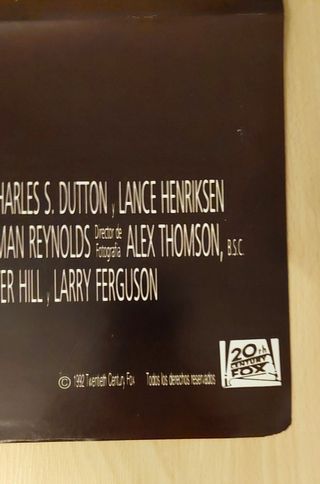 HARLES S. DUTTON y LANCE HENRIKSEN
MAN REYNOLDS Director de Fotografia ALEX THOMSON, B.S.C.
ER HILL y LARRY FERGUSON
© 1992 Twentieth Century Fox Todos los derechos reservados
20th
CENTURY
FOX